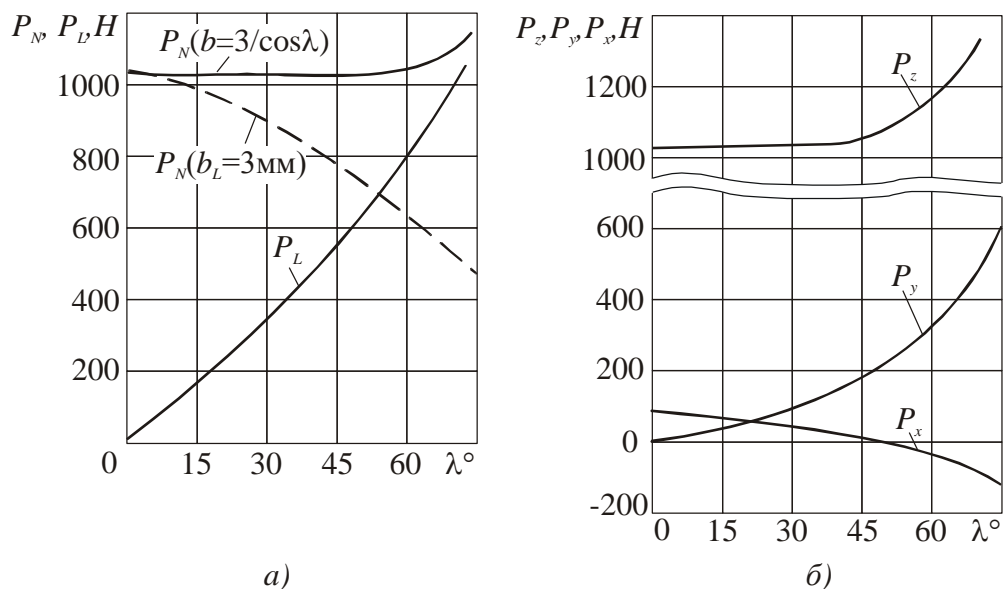 P_N, P_L, H
P_N(b=3/cosλ)
1000
P_N(b_L=3мм)
800
600
P_L
400
200
0 15 30 45 60 λ°
а)
P_z, P_y, P_x, H
P_z
1200
1000
600
P_y
400
200
P_x
0
-200
0 15 30 45 60 λ°
б)